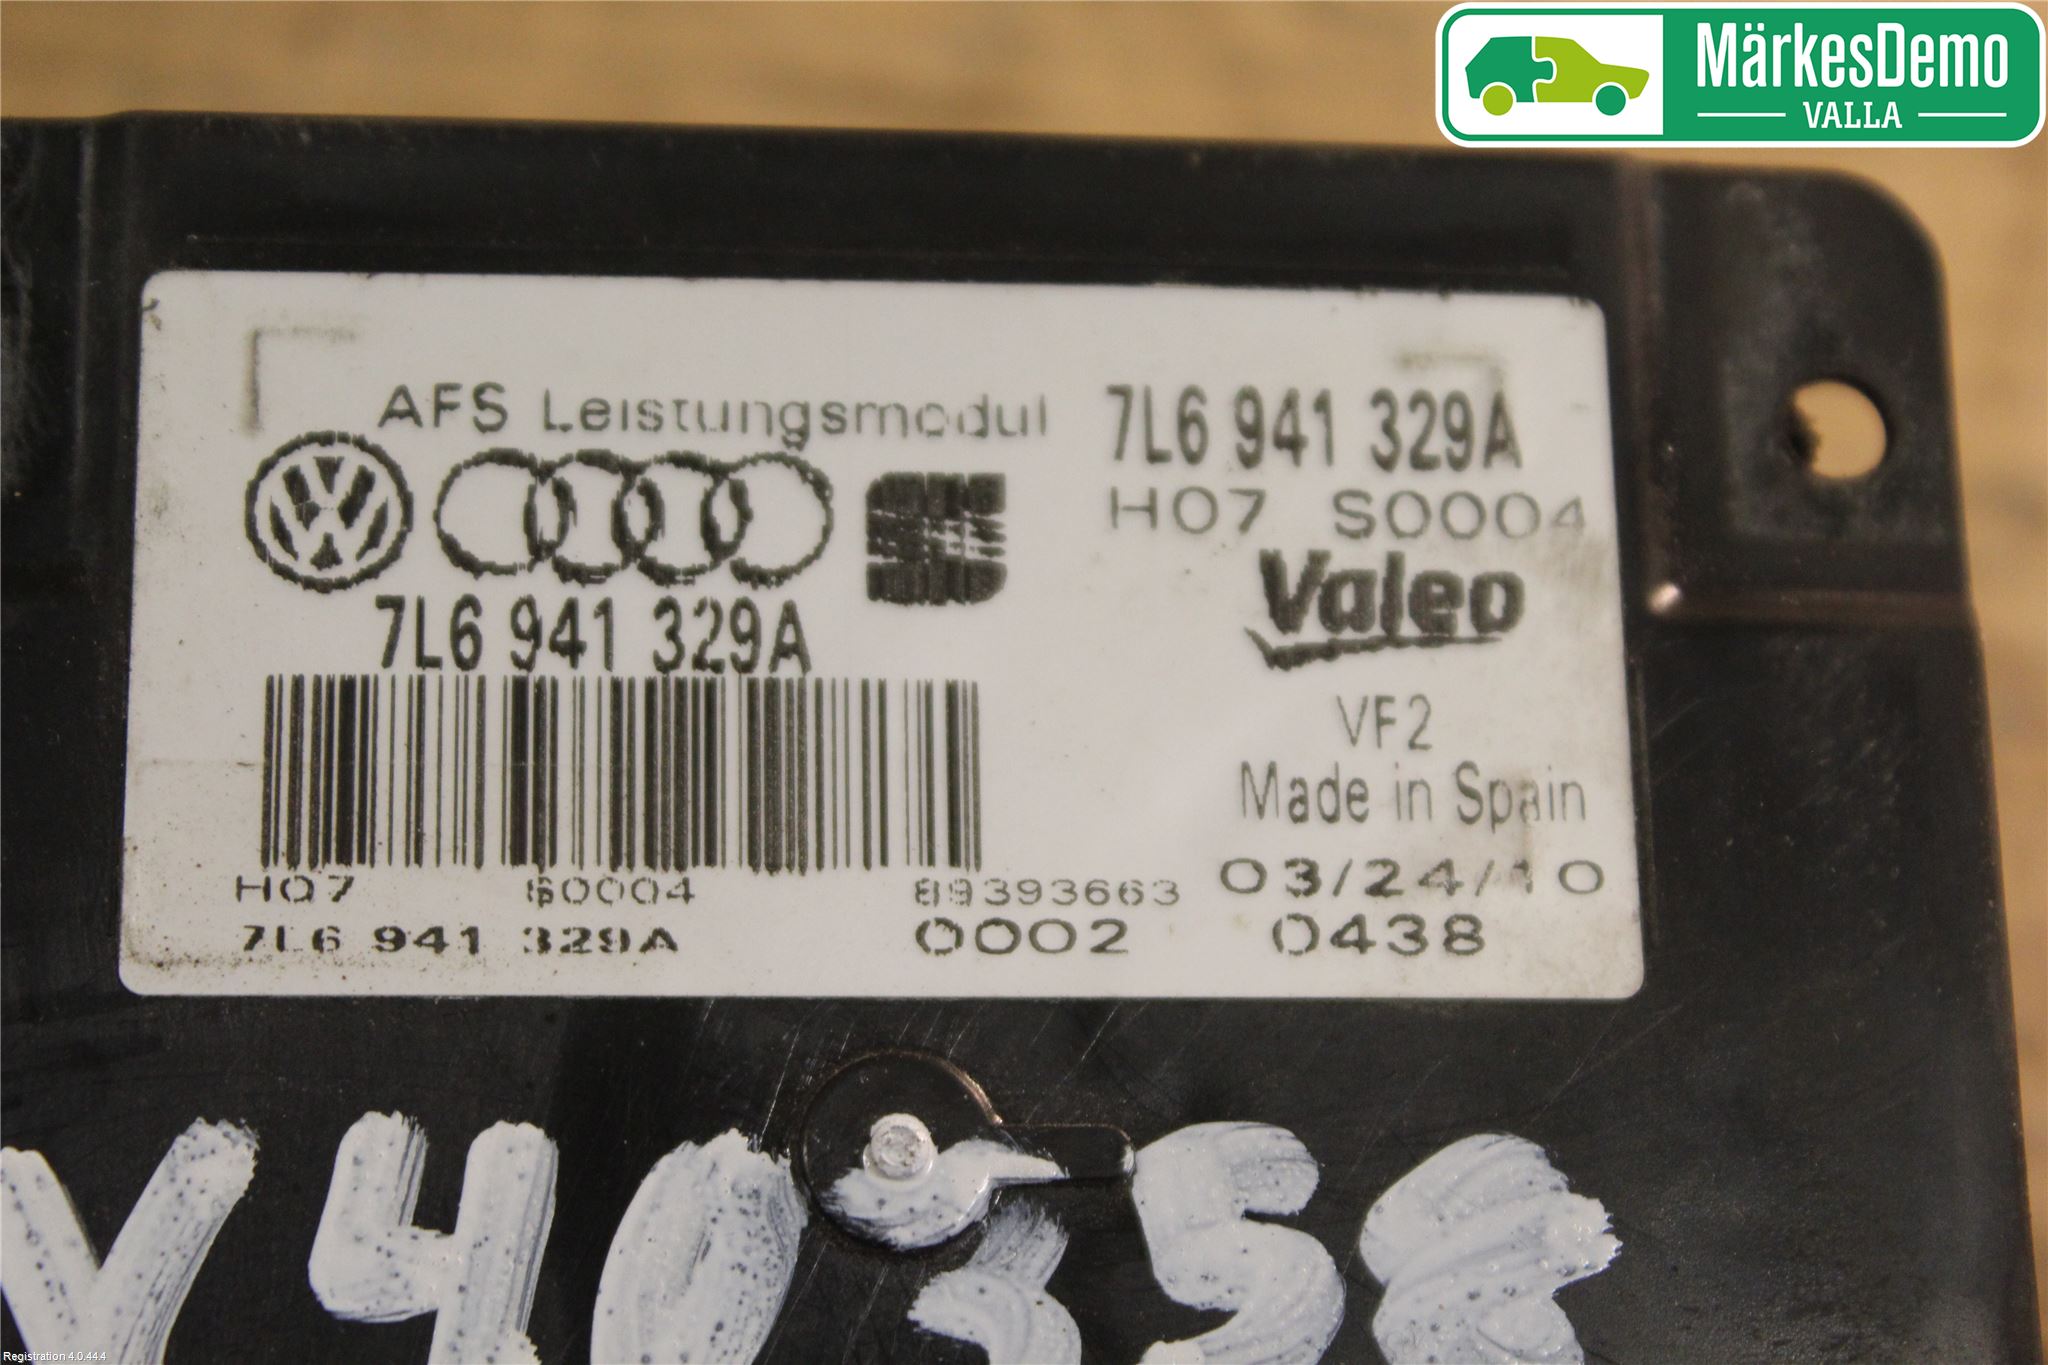 MärkesDemo
VALLA
AFS Leistungsmodul
7L6 941 329A
H07 S0004
Valeo
7L6 941 329A
VF2
Made in Spain
H07 S0004 89393663 03/24/10
7L6 941 329A 0002 0438
Registration 4.0.44.4